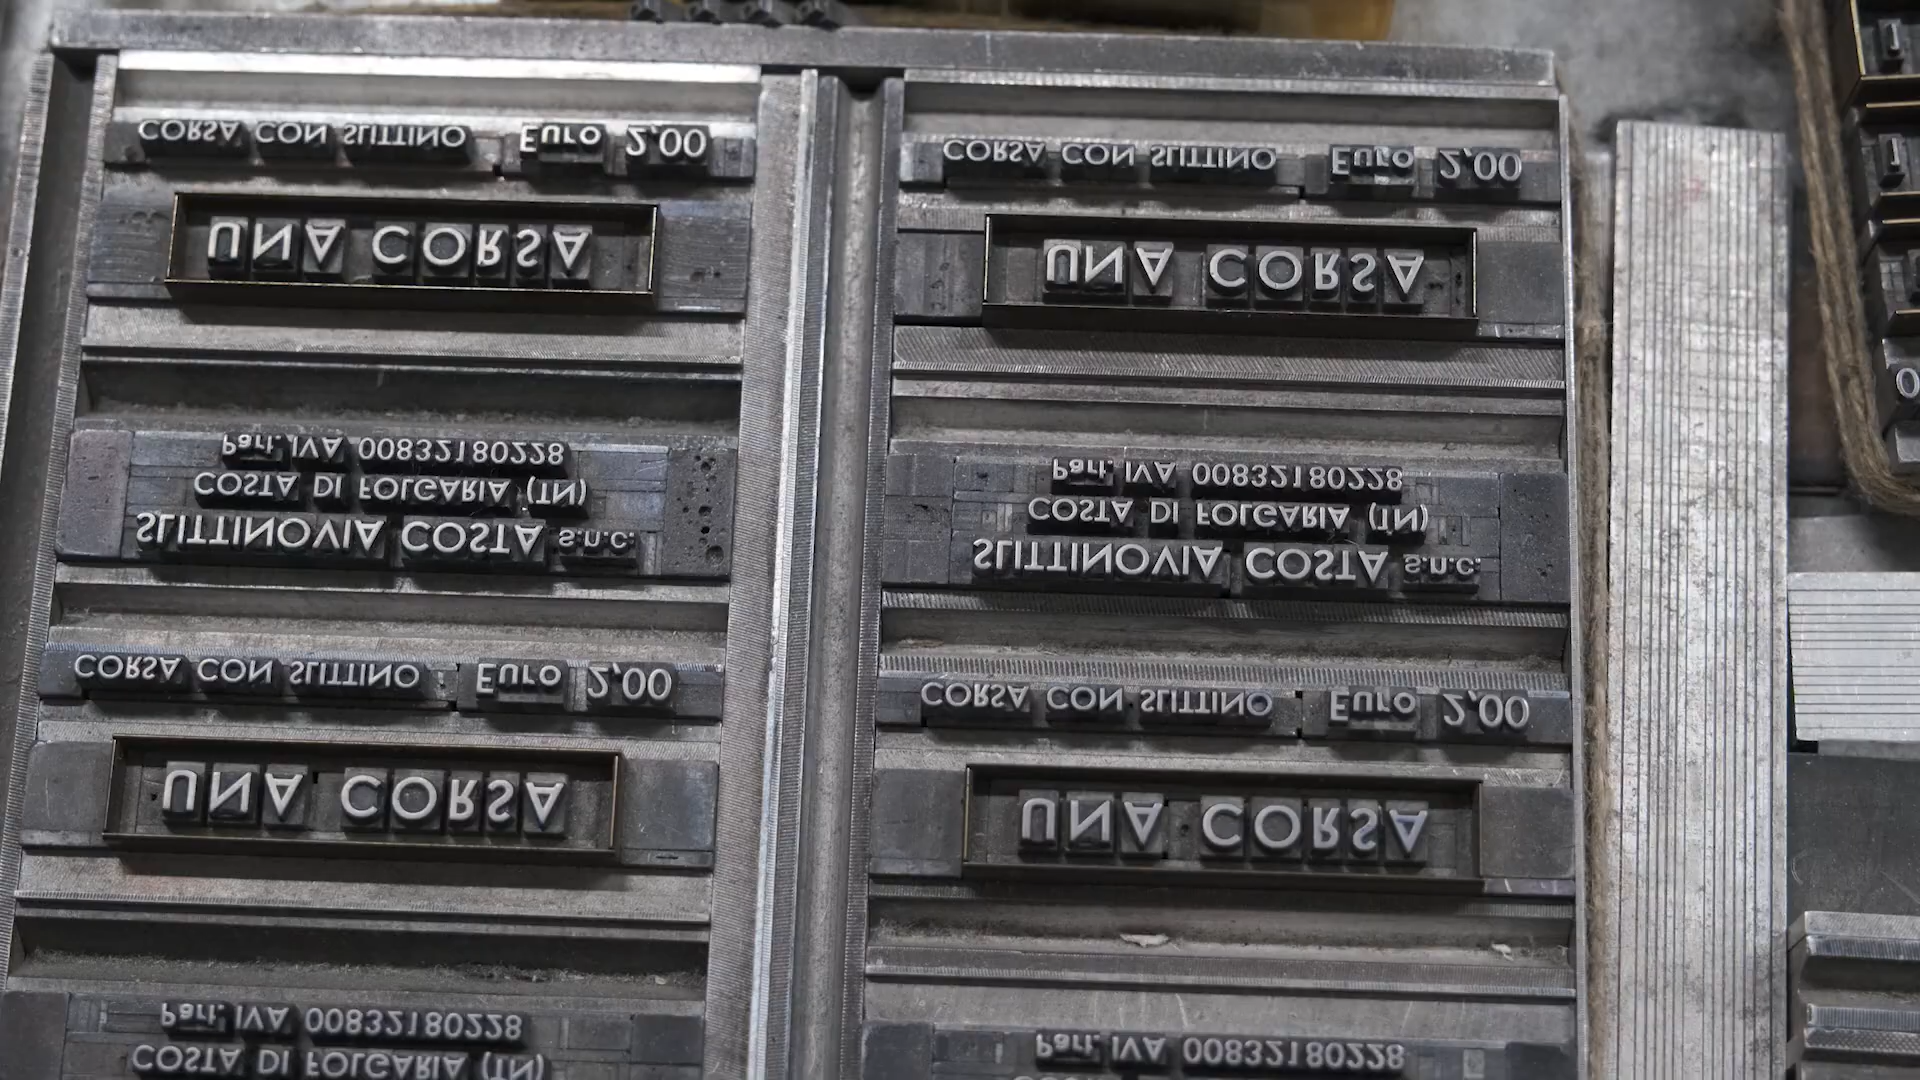 CORSA CON SLITTINO Euro 2,00
UNA CORSA
Part. IVA 00832180228
COSTA DI FOLGARIA (TN)
SLITTINOVIA COSTA s.n.c.
CORSA CON SLITTINO Euro 2,00
UNA CORSA
Part. IVA 00832180228
COSTA DI FOLGARIA (TN)
CORSA CON SLITTINO Euro 2,00
UNA CORSA
Part. IVA 00832180228
COSTA DI FOLGARIA (TN)
SLITTINOVIA COSTA s.n.c.
CORSA CON SLITTINO Euro 2,00
UNA CORSA
Part. IVA 00832180228
1
1
0